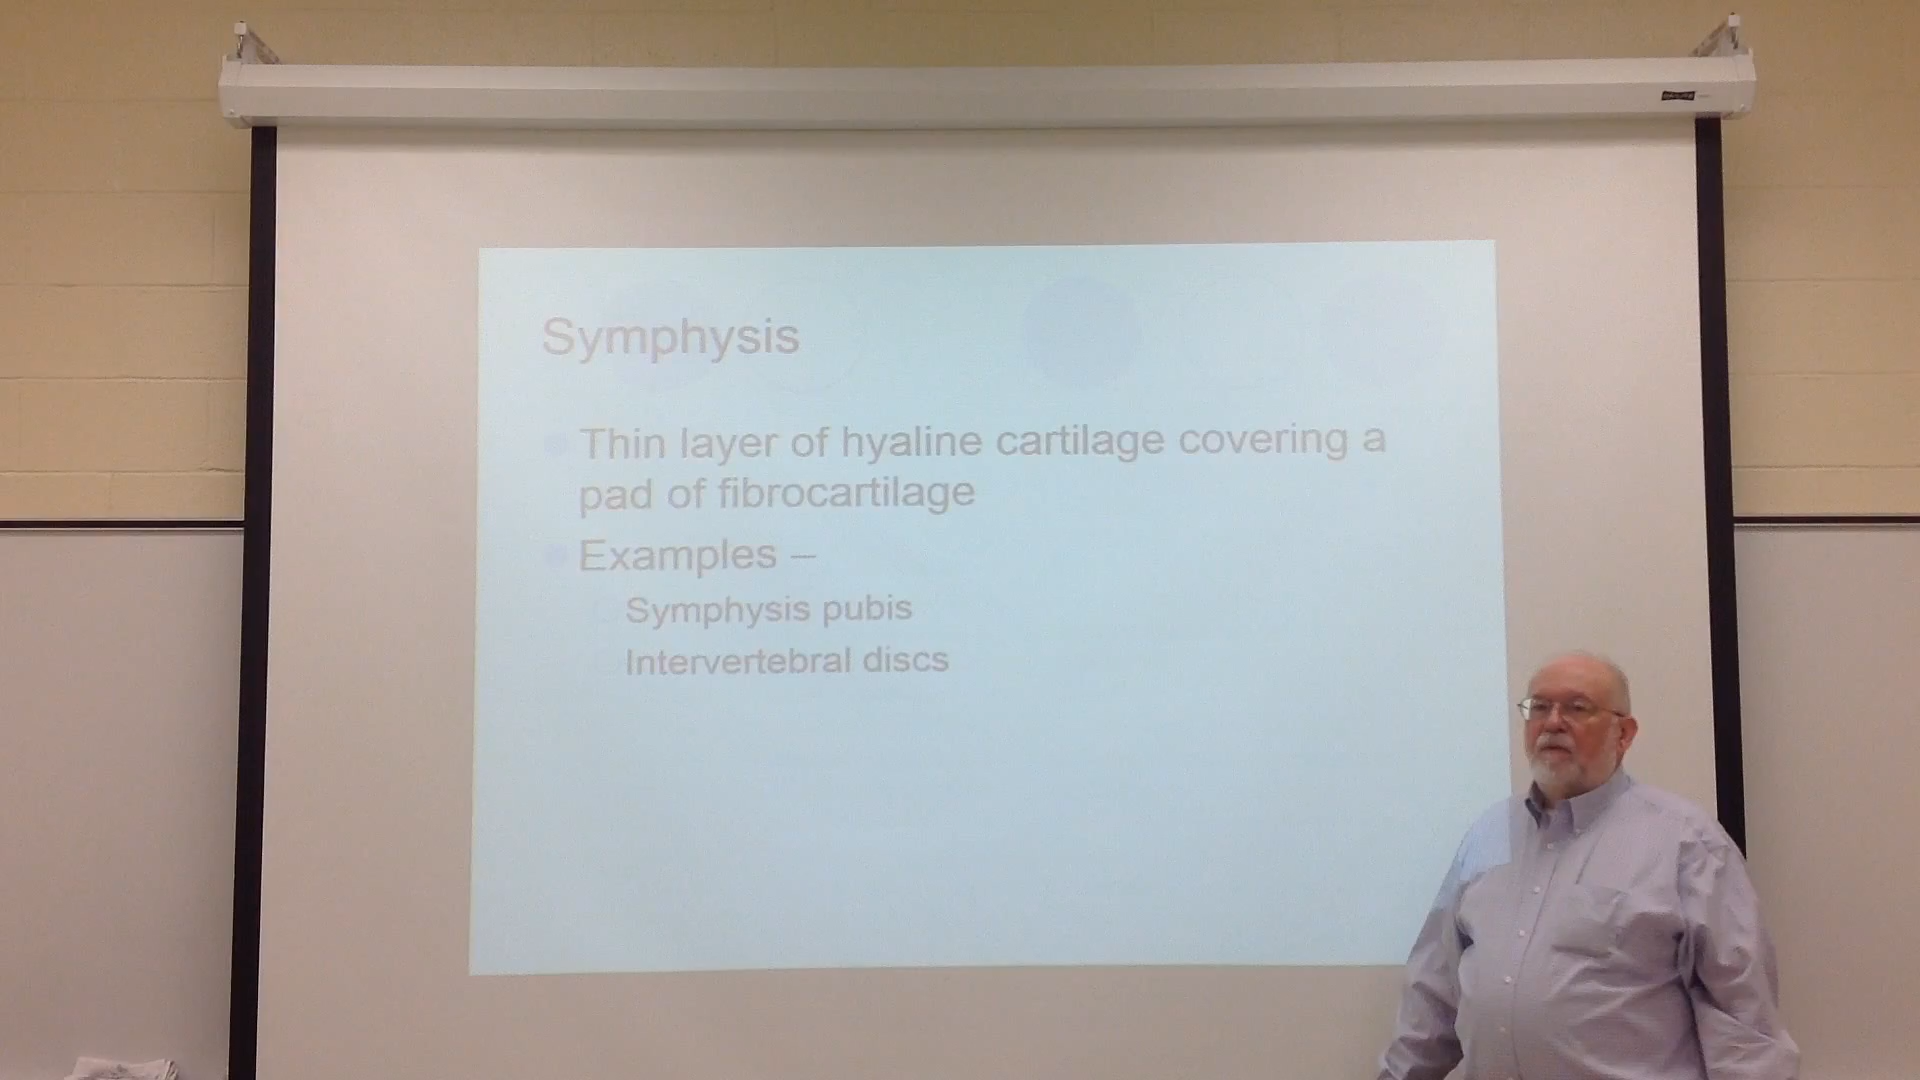 Symphysis
Thin layer of hyaline cartilage covering a
pad of fibrocartilage
Examples –
Symphysis pubis
Intervertebral discs